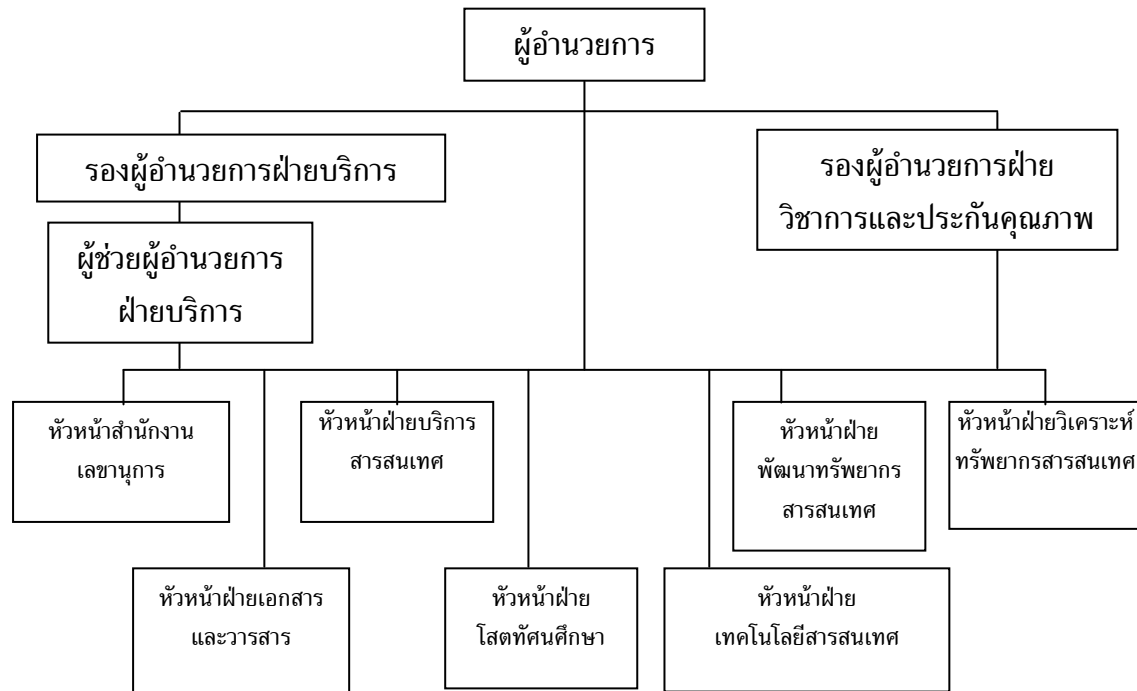 ผู้อำนวยการ
รองผู้อำนวยการฝ่ายบริการ
รองผู้อำนวยการฝ่าย
วิชาการและประกันคุณภาพ
ผู้ช่วยผู้อำนวยการ
ฝ่ายบริการ
หัวหน้าสำนักงาน
เลขานุการ
หัวหน้าฝ่ายบริการ
สารสนเทศ
หัวหน้าฝ่าย
พัฒนาทรัพยากร
สารสนเทศ
หัวหน้าฝ่ายวิเคราะห์
ทรัพยากรสารสนเทศ
หัวหน้าฝ่ายเอกสาร
และวารสาร
หัวหน้าฝ่าย
โสตทัศนศึกษา
หัวหน้าฝ่าย
เทคโนโลยีสารสนเทศ